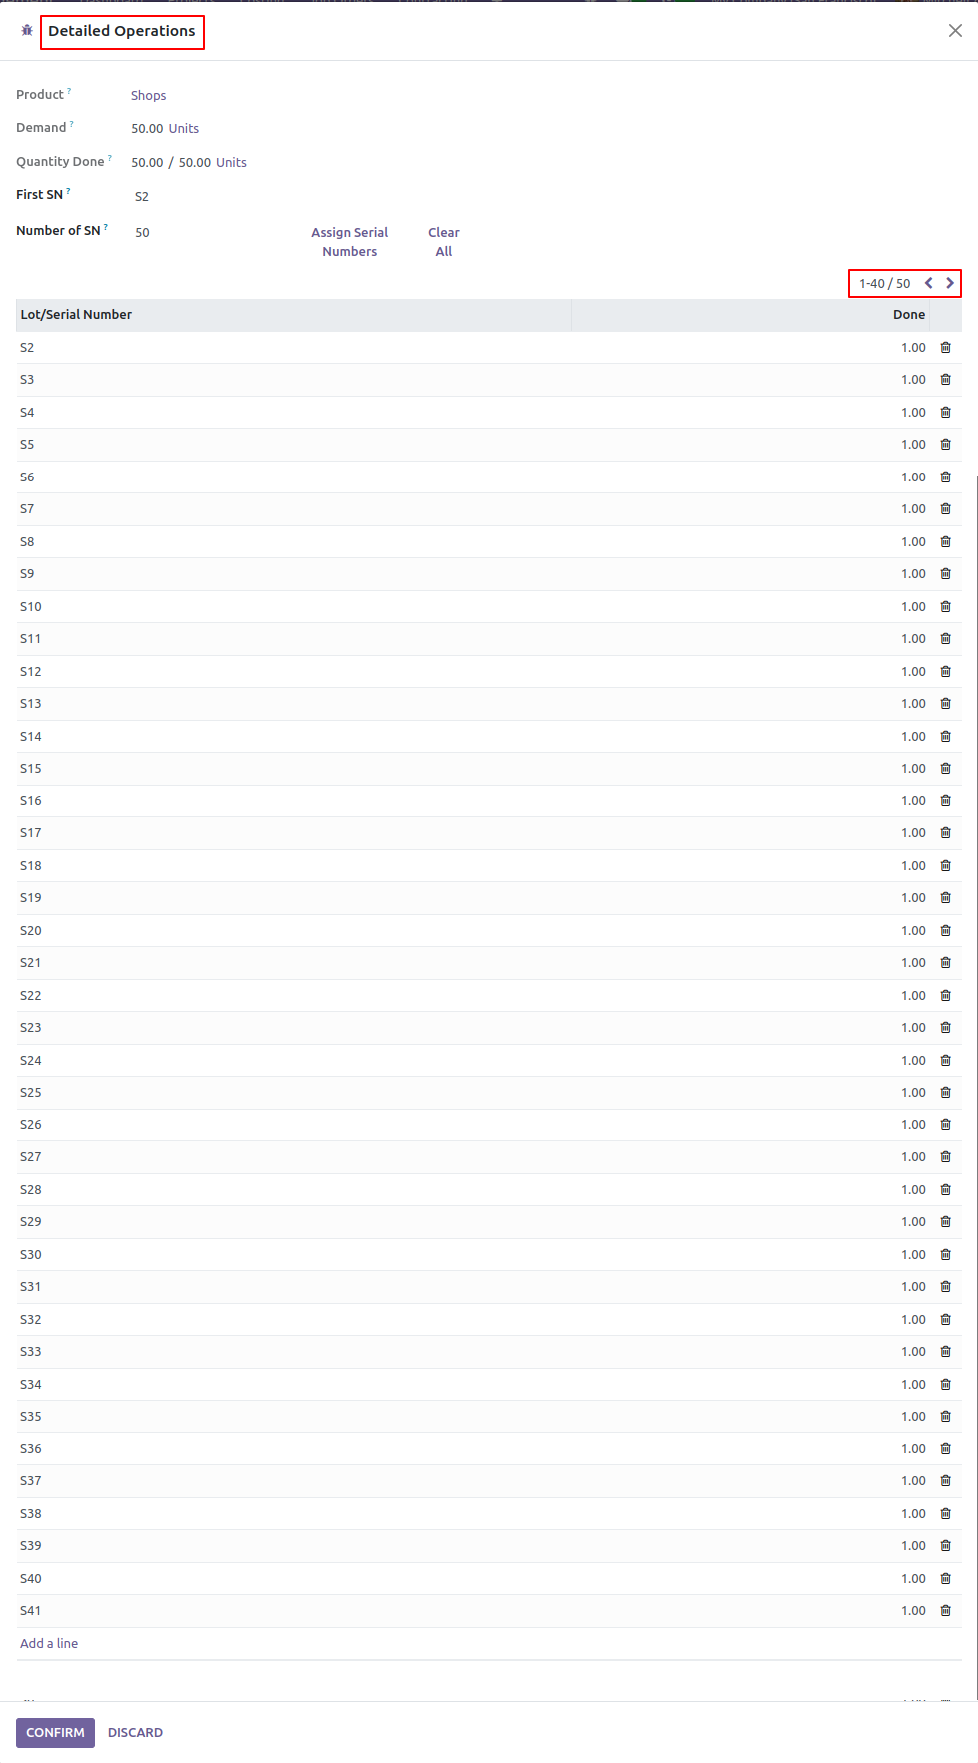 Detailed Operations
Product ? Shops
Demand ? 50.00 Units
Quantity Done ? 50.00 / 50.00 Units
First SN ? S2
Number of SN ? 50 Assign Serial Numbers Clear All
1-40 / 50
Lot/Serial Number Done
S2 1.00
S3 1.00
S4 1.00
S5 1.00
S6 1.00
S7 1.00
S8 1.00
S9 1.00
S10 1.00
S11 1.00
S12 1.00
S13 1.00
S14 1.00
S15 1.00
S16 1.00
S17 1.00
S18 1.00
S19 1.00
S20 1.00
S21 1.00
S22 1.00
S23 1.00
S24 1.00
S25 1.00
S26 1.00
S27 1.00
S28 1.00
S29 1.00
S30 1.00
S31 1.00
S32 1.00
S33 1.00
S34 1.00
S35 1.00
S36 1.00
S37 1.00
S38 1.00
S39 1.00
S40 1.00
S41 1.00
Add a line
CONFIRM DISCARD